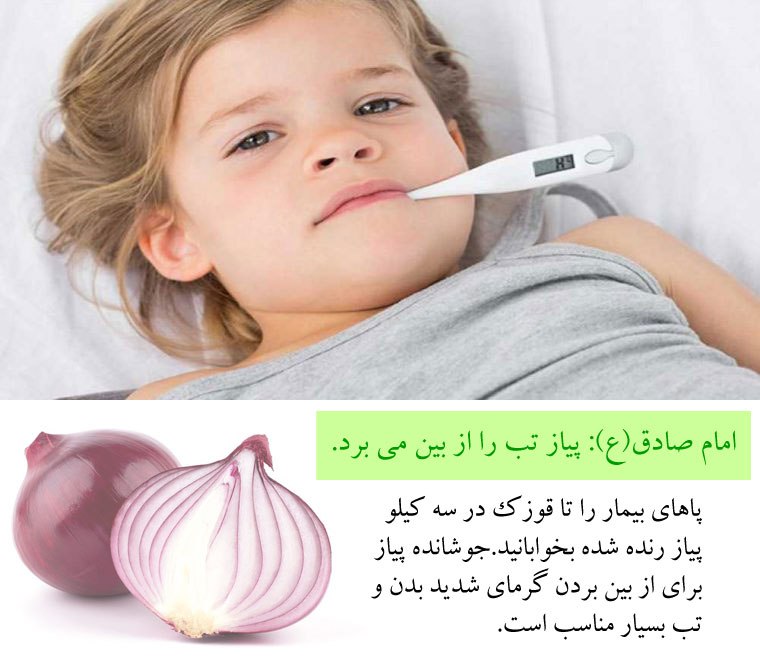 امام صادق(ع): پیاز تب را از بین می برد.
پاهای بیمار را تا قوزک در سه کیلو
پیاز رنده شده بخوابانید.جوشانده پیاز
برای از بین بردن گرمای شدید بدن و
تب بسیار مناسب است.